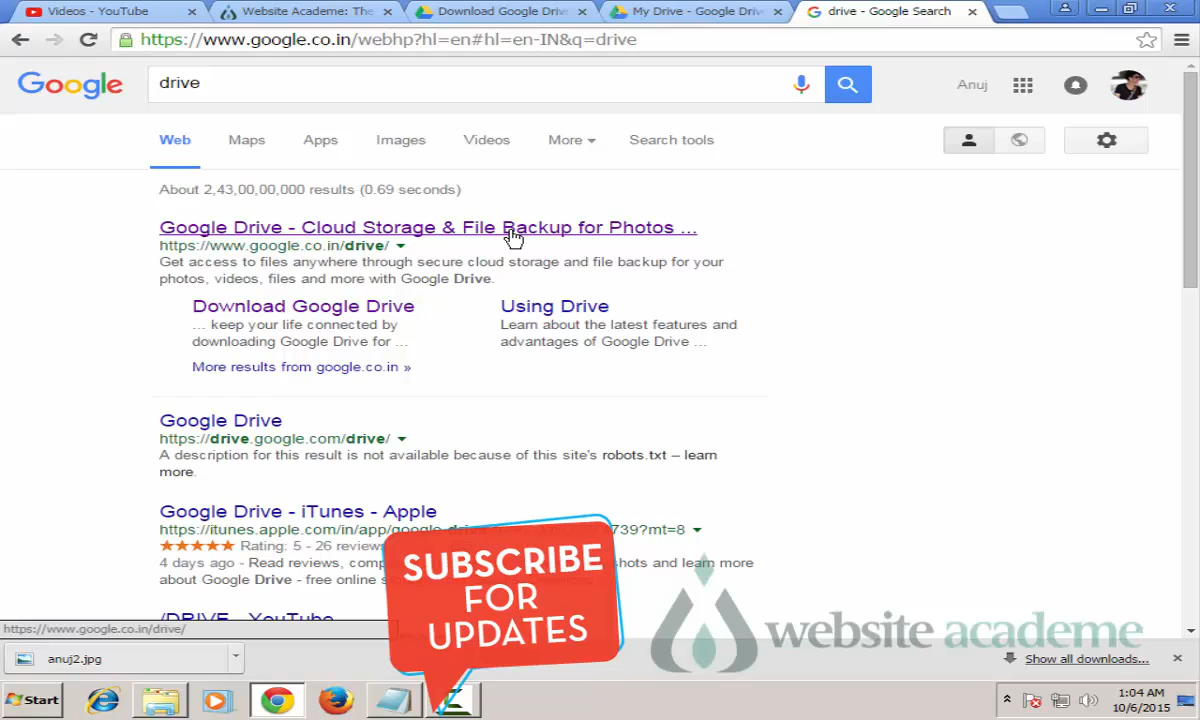 Videos - YouTube
Website Academe: The
Download Google Driv
My Drive - Google Driv
drive - Google Search
https://www.google.co.in/webhp?hl=en#hl=en-IN&q=drive
Google
drive
Anuj
Web
Maps
Apps
Images
Videos
More
Search tools
About 2,43,00,00,000 results (0.69 seconds)
Google Drive - Cloud Storage & File Backup for Photos ...
https://www.google.co.in/drive/
Get access to files anywhere through secure cloud storage and file backup for your
photos, videos, files and more with Google Drive.
Download Google Drive
... keep your life connected by
downloading Google Drive for ...
Using Drive
Learn about the latest features and
advantages of Google Drive ...
More results from google.co.in »
Google Drive
https://drive.google.com/drive/
A description for this result is not available because of this site's robots.txt – learn
more.
Google Drive - iTunes - Apple
https://itunes.apple.com/in/app/google-drive 739?mt=8
Rating: 5 - 26 reviews
4 days ago - Read reviews, shots and learn more
about Google Drive - free online
/DRIVE - YouTube
SUBSCRIBE
FOR
UPDATES
website academe
https://www.google.co.in/drive/
anuj2.jpg
Show all downloads...
Start
1:04 AM
10/6/2015